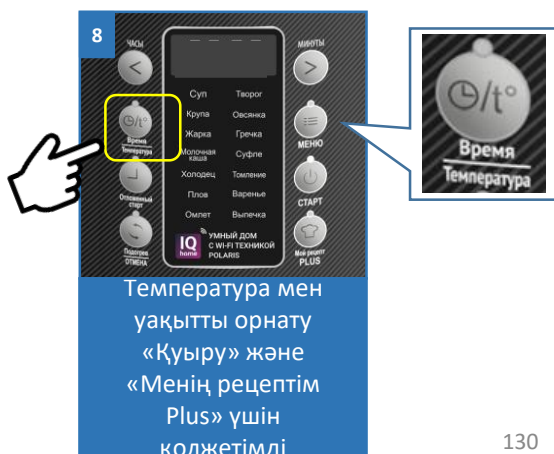 8
ЧАСЫ
МИНУТЫ
<
>
Суп Творог
Крупа Овсянка
Жарка Гречка
Молочная каша Суфле
Холодец Томление
Плов Варенье
Омлет Выпечка
/t°
Время
Температура
МЕНЮ
Отложенный
старт
СТАРТ
Подогрев
ОТМЕНА
Мой рецепт
PLUS
IQ
home
УМНЫЙ ДОМ
С WI-FI ТЕХНИКОЙ
POLARIS
/t°
Время
Температура
Температура мен
уақытты орнату
«Қуыру» және
«Менің рецептім
Plus» үшін
қолжетімді
130